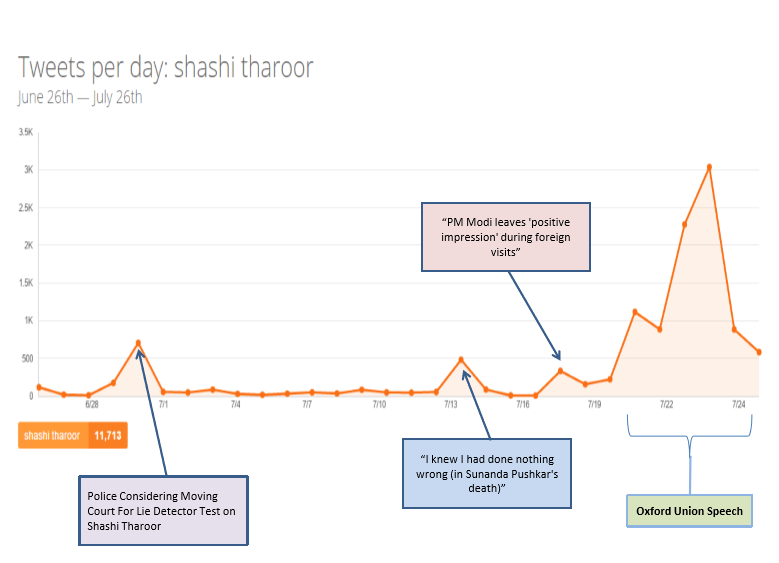 Tweets per day: shashi tharoor
June 26th — July 26th
3.5K
3K
2.5K
2K
1.5K
1K
500
0
6/28
7/1
7/4
7/7
7/10
7/13
7/16
7/19
7/22
7/24
“PM Modi leaves 'positive
impression' during foreign
visits”
shashi tharoor 11,713
“I knew I had done nothing
wrong (in Sunanda Pushkar's
death)”
Police Considering Moving
Court For Lie Detector Test on
Shashi Tharoor
Oxford Union Speech